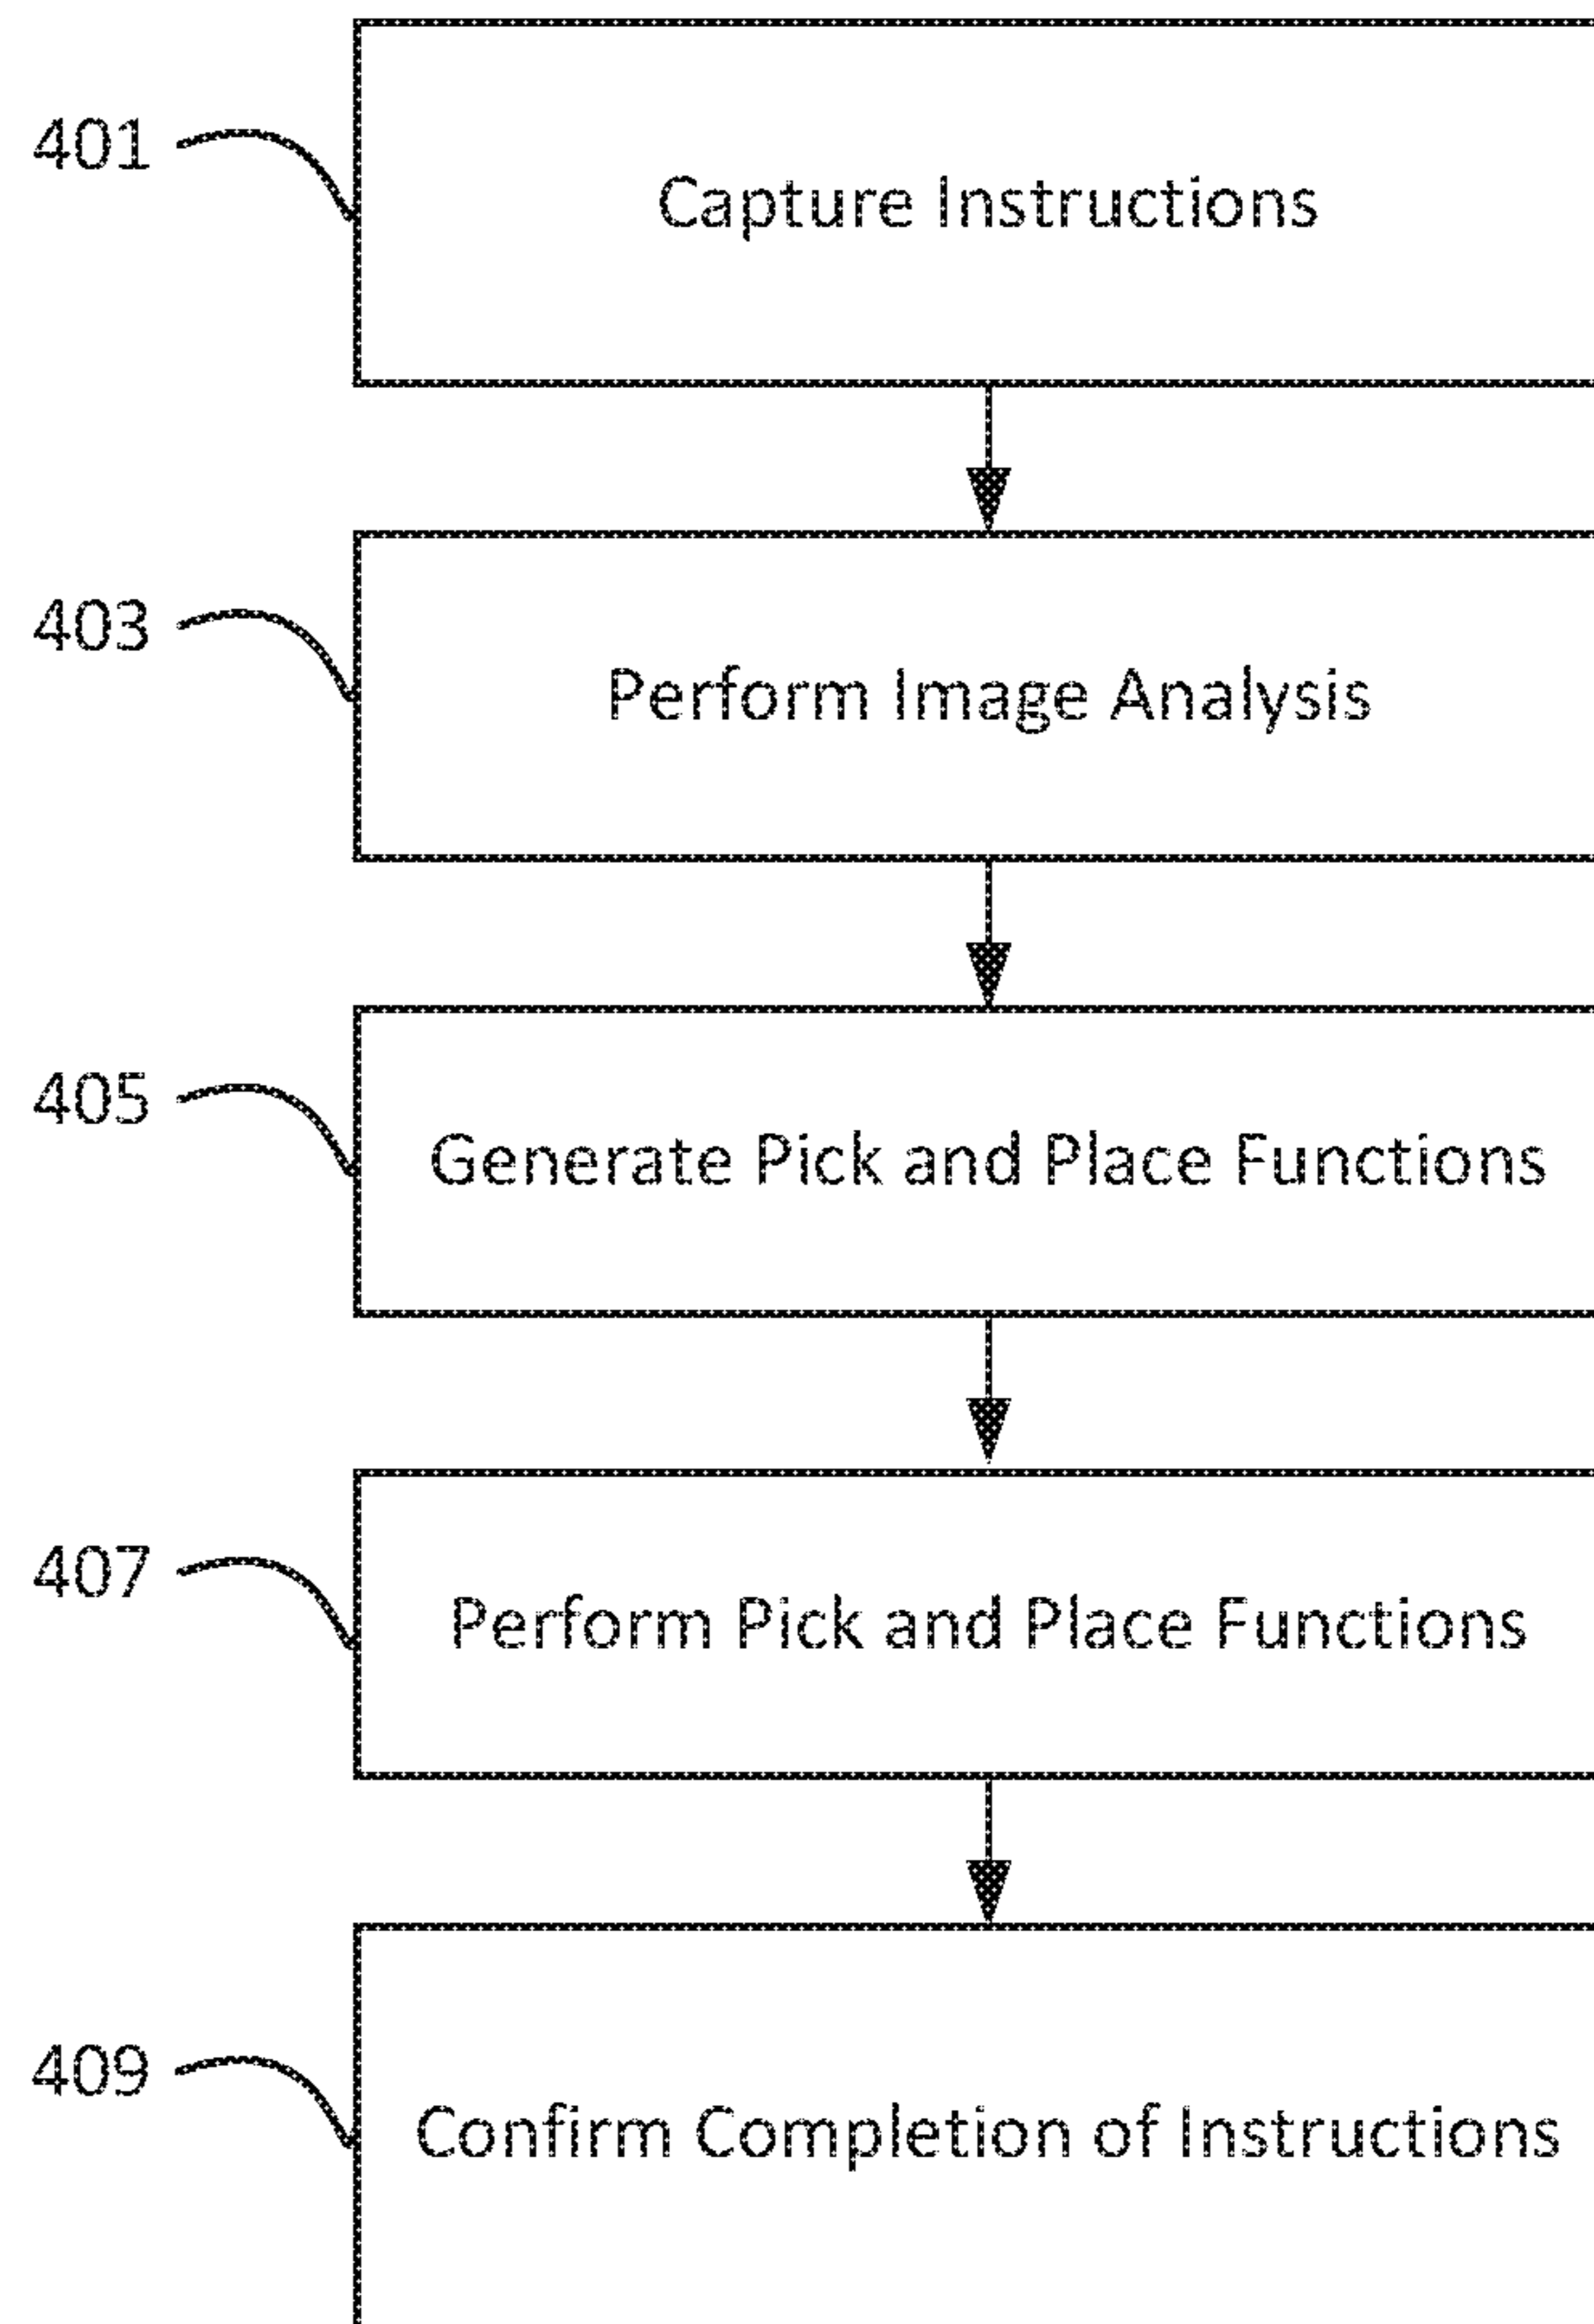 401
Capture Instructions
403
Perform Image Analysis
405
Generate Pick and Place Functions
407
Perform Pick and Place Functions
409
Confirm Completion of Instructions